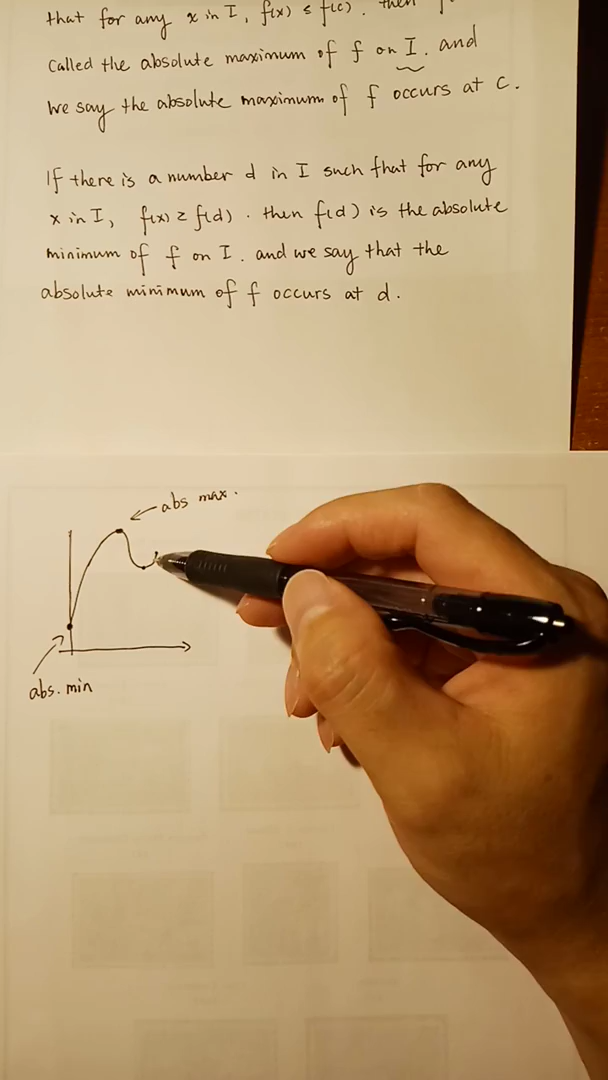 that for any x in I, f(x) ≤ f(c). then
called the absolute maximum of f on I. and
we say the absolute maximum of f occurs at c.
If there is a number d in I such that for any
x in I, f(x) ≥ f(d). then f(d) is the absolute
minimum of f on I. and we say that the
absolute minimum of f occurs at d.
abs max.
abs. min